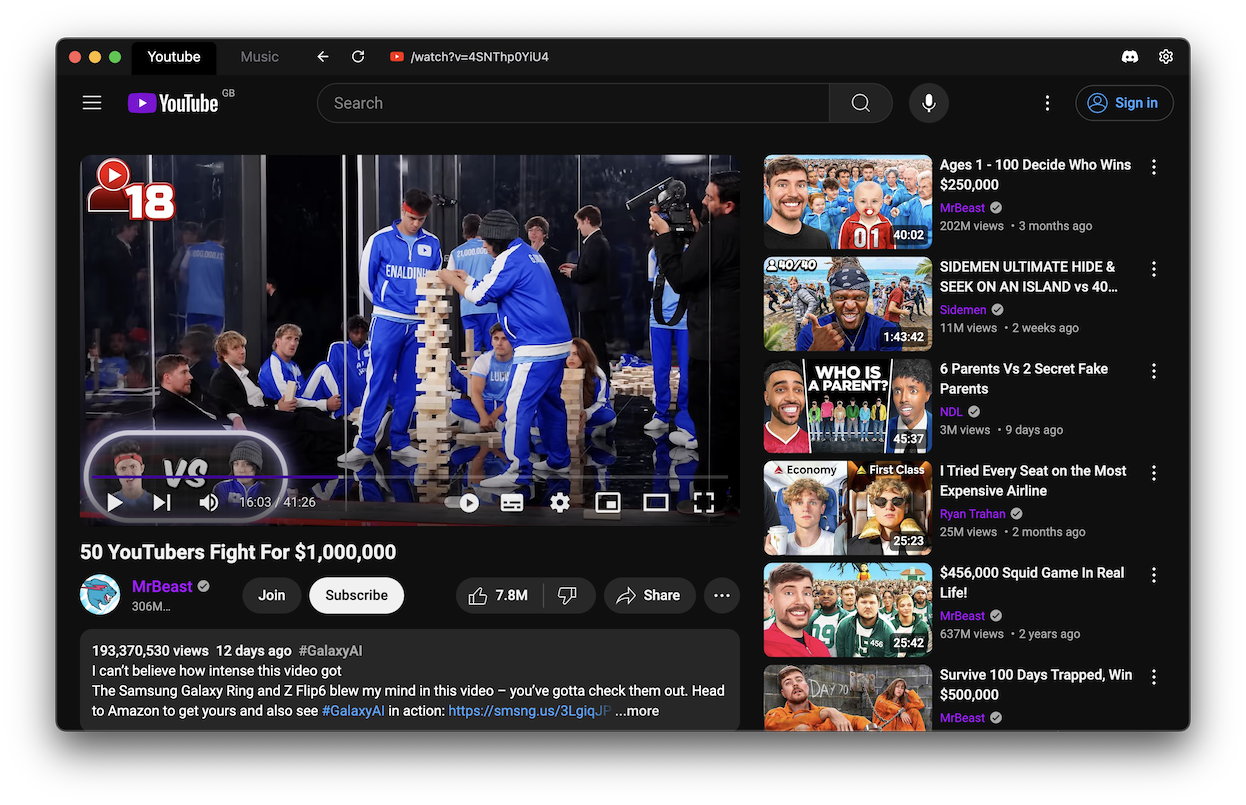 Youtube
Music
/watch?v=4SNThp0YiU4
YouTube GB
Search
Sign in
18
ENALDIN
VS
16:03 / 41:26
50 YouTubers Fight For $1,000,000
MrBeast
306M...
Join
Subscribe
7.8M
Share
193,370,530 views 12 days ago #GalaxyAI
I can't believe how intense this video got
The Samsung Galaxy Ring and Z Flip6 blew my mind in this video – you've gotta check them out. Head
to Amazon to get yours and also see #GalaxyAI in action: https://smsng.us/3LgiqJP ...more
01
40:02
Ages 1 - 100 Decide Who Wins
$250,000
MrBeast
202M views • 3 months ago
40/40
1:43:42
SIDEMEN ULTIMATE HIDE &
SEEK ON AN ISLAND vs 40...
Sidemen
11M views • 2 weeks ago
WHO IS
A PARENT?
45:37
6 Parents Vs 2 Secret Fake
Parents
NDL
3M views • 9 days ago
Economy
First Class
25:23
I Tried Every Seat on the Most
Expensive Airline
Ryan Trahan
25M views • 2 months ago
456
25:42
$456,000 Squid Game In Real
Life!
MrBeast
637M views • 2 years ago
DAY
Survive 100 Days Trapped, Win
$500,000
MrBeast